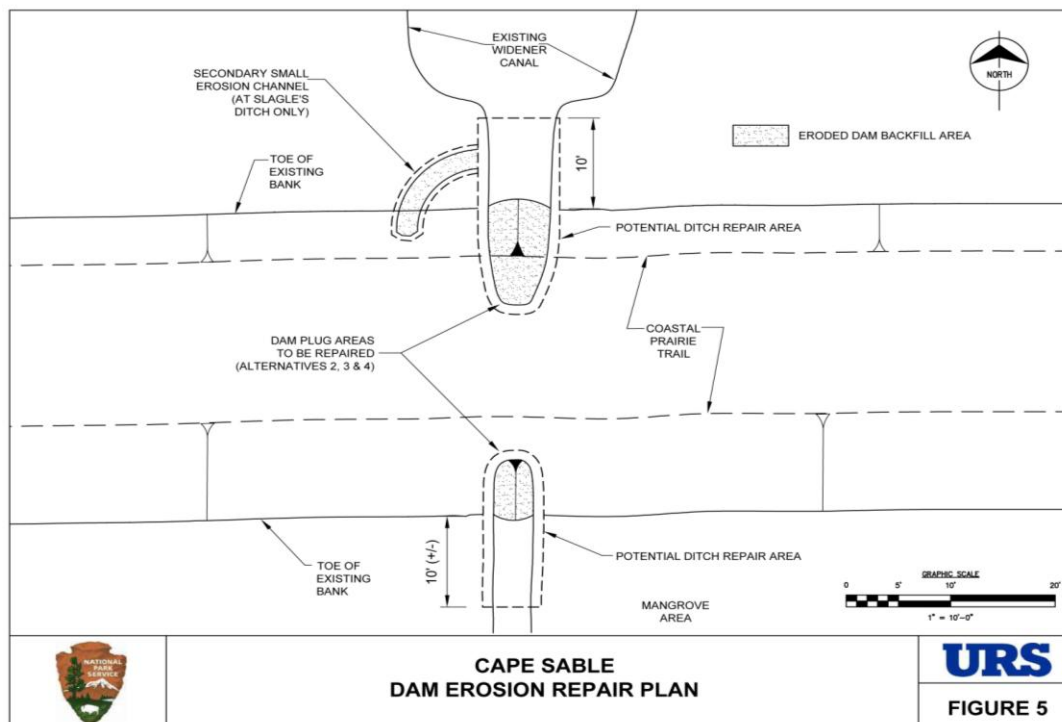 EXISTING
WIDENER
CANAL
SECONDARY SMALL
EROSION CHANNEL
(AT SLAGLE'S
DITCH ONLY)
NORTH
ERODED DAM BACKFILL AREA
10'
TOE OF
EXISTING
BANK
POTENTIAL DITCH REPAIR AREA
DAM PLUG AREAS
TO BE REPAIRED
(ALTERNATIVES 2, 3 & 4)
COASTAL
PRAIRIE
TRAIL
10' (+/-)
TOE OF
EXISTING
BANK
POTENTIAL DITCH REPAIR AREA
MANGROVE
AREA
GRAPHIC SCALE
0 5' 10' 20'
1" = 10'-0"
NATIONAL
PARK
SERVICE
CAPE SABLE
DAM EROSION REPAIR PLAN
URS
FIGURE 5